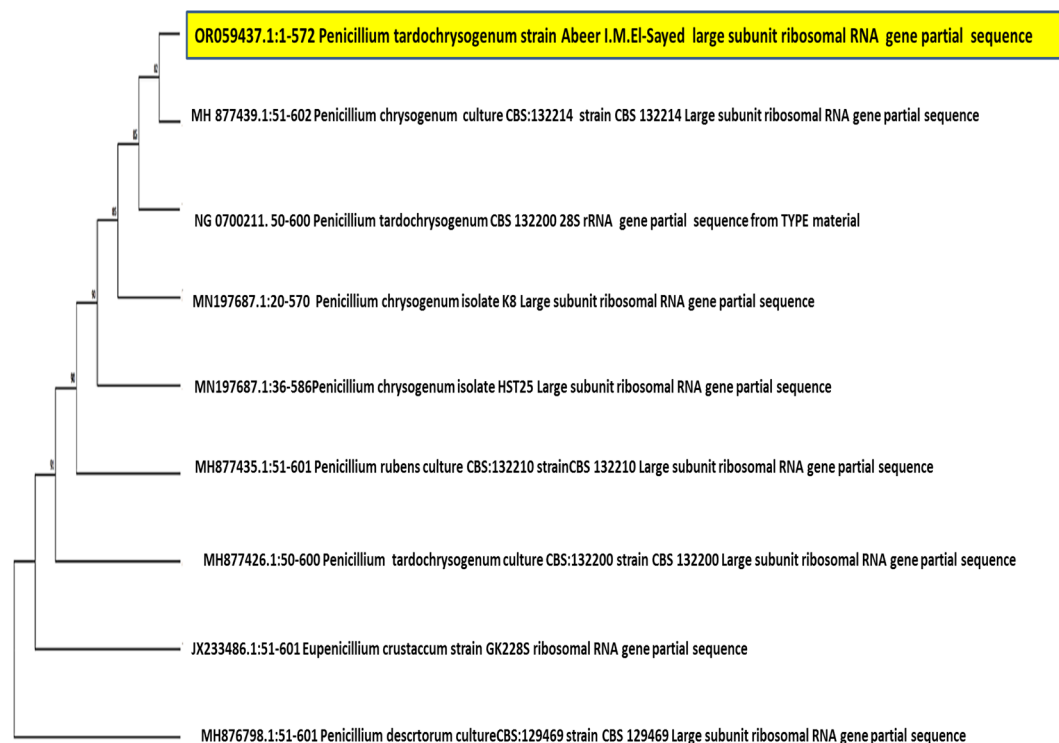 OR059437.1:1-572 Penicillium tardochrysogenum strain Abeer I.M.El-Sayed large subunit ribosomal RNA gene partial sequence
MH 877439.1:51-602 Penicillium chrysogenum culture CBS:132214 strain CBS 132214 Large subunit ribosomal RNA gene partial sequence
NG 0700211. 50-600 Penicillium tardochrysogenum CBS 132200 28S rRNA gene partial sequence from TYPE material
MN197687.1:20-570 Penicillium chrysogenum isolate K8 Large subunit ribosomal RNA gene partial sequence
MN197687.1:36-586Penicillium chrysogenum isolate HST25 Large subunit ribosomal RNA gene partial sequence
MH877435.1:51-601 Penicillium rubens culture CBS:132210 strainCBS 132210 Large subunit ribosomal RNA gene partial sequence
MH877426.1:50-600 Penicillium tardochrysogenum culture CBS:132200 strain CBS 132200 Large subunit ribosomal RNA gene partial sequence
JX233486.1:51-601 Eupenicillium crustaccum strain GK228S ribosomal RNA gene partial sequence
MH876798.1:51-601 Penicillium descrtorum cultureCBS:129469 strain CBS 129469 Large subunit ribosomal RNA gene partial sequence